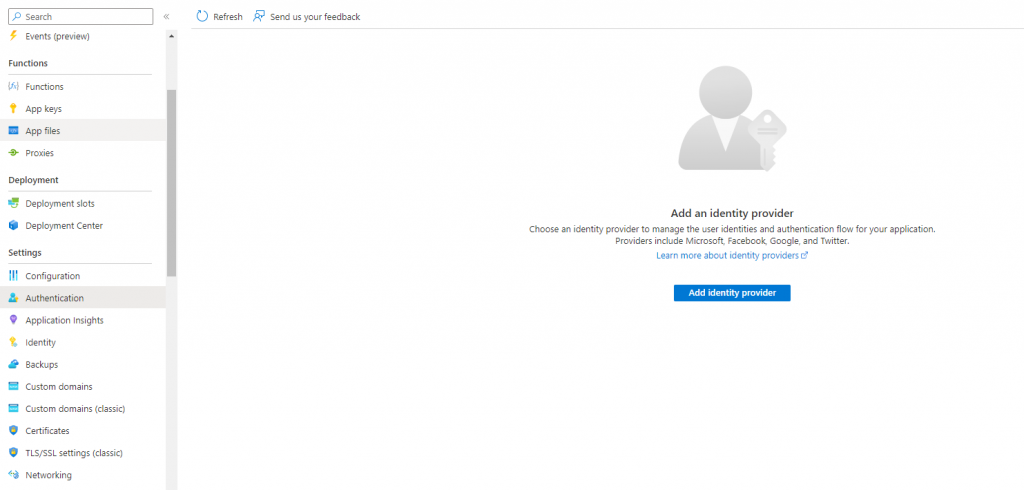 Search
«
Events (preview)
Functions
Functions
App keys
App files
Proxies
Deployment
Deployment slots
Deployment Center
Settings
Configuration
Authentication
Application Insights
Identity
Backups
Custom domains
Custom domains (classic)
Certificates
TLS/SSL settings (classic)
Networking
Refresh
Send us your feedback
Add an identity provider
Choose an identity provider to manage the user identities and authentication flow for your application.
Providers include Microsoft, Facebook, Google, and Twitter.
Learn more about identity providers
Add identity provider